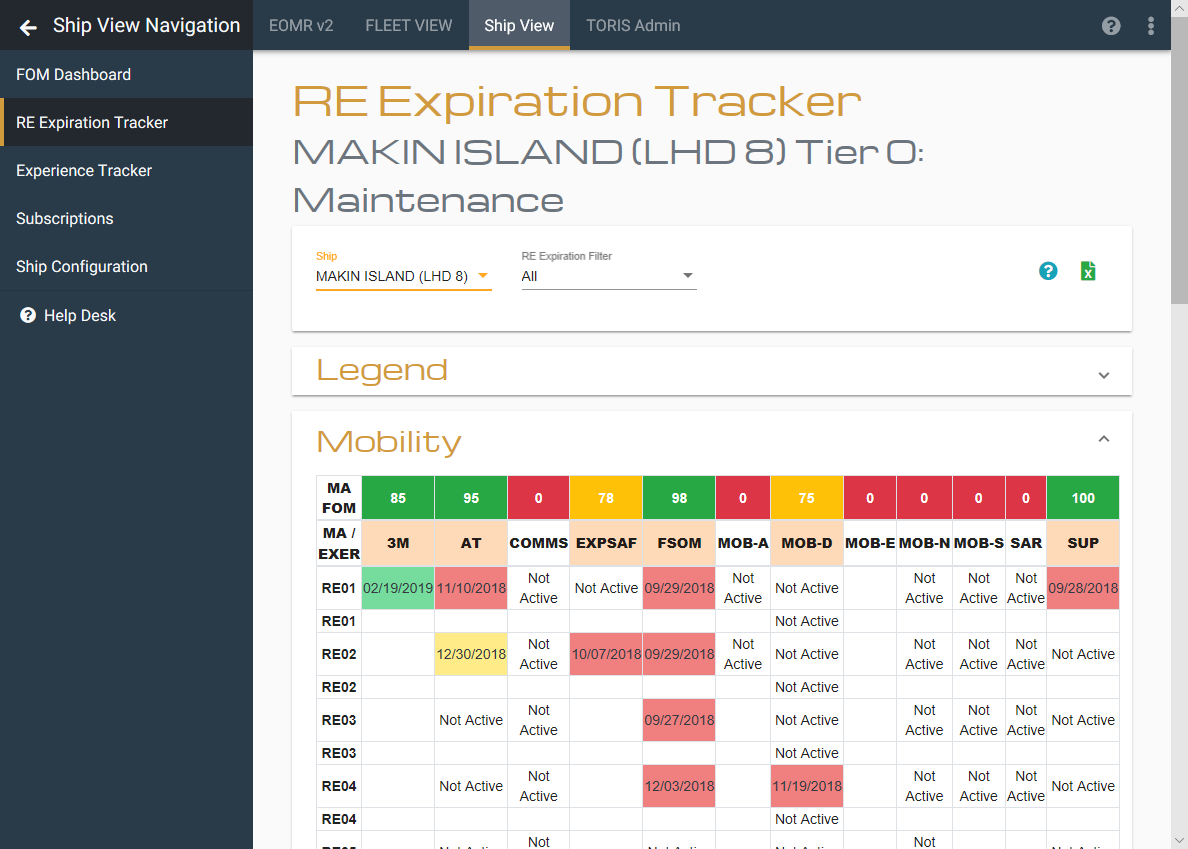 Ship View Navigation
EOMR v2 FLEET VIEW Ship View TORIS Admin
FOM Dashboard
RE Expiration Tracker
Experience Tracker
Subscriptions
Ship Configuration
Help Desk
RE Expiration Tracker
MAKIN ISLAND (LHD 8) Tier 0:
Maintenance
Ship RE Expiration Filter
MAKIN ISLAND (LHD 8) All
Legend
Mobility
MA FOM 85 95 0 78 98 0 75 0 0 0 0 100
MA / EXER 3M AT COMMS EXPSAF FSOM MOB-A MOB-D MOB-E MOB-N MOB-S SAR SUP
RE01 02/19/2019 11/10/2018 Not Active Not Active 09/29/2018 Not Active Not Active Not Active Not Active Not Active 09/28/2018
RE01 Not Active
RE02 12/30/2018 Not Active 10/07/2018 09/29/2018 Not Active Not Active Not Active Not Active Not Active Not Active
RE02 Not Active
RE03 Not Active Not Active 09/27/2018 Not Active Not Active Not Active Not Active Not Active
RE03 Not Active
RE04 Not Active Not Active 12/03/2018 11/19/2018 Not Active Not Active Not Active Not Active
RE04 Not Active
Not Not